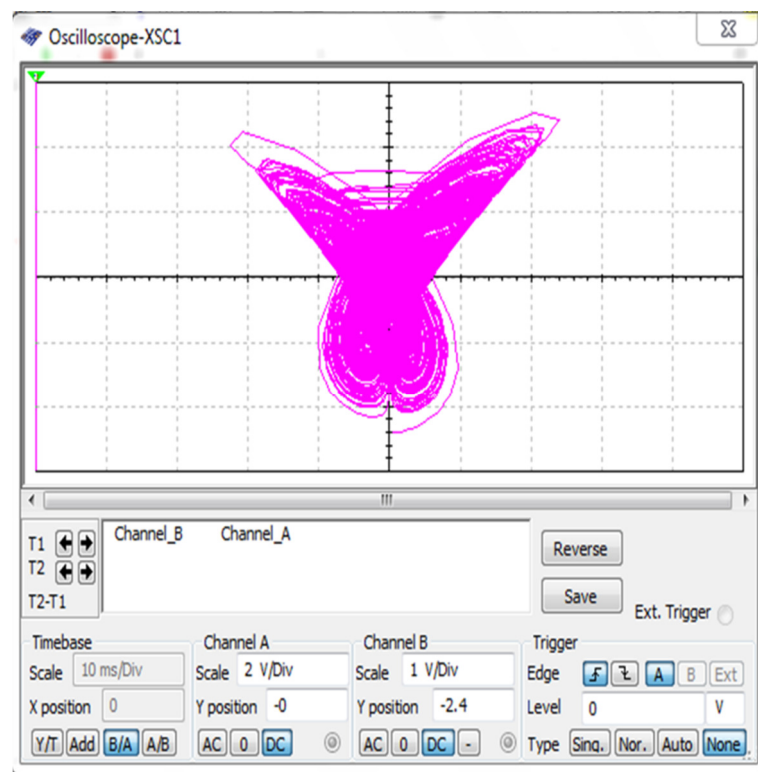 Oscilloscope-XSC1
1
T1
T2
T2-T1
Channel_B Channel_A
Reverse
Save
Ext. Trigger
Timebase
Scale 10 ms/Div
X position 0
Y/T Add B/A A/B
Channel A
Scale 2 V/Div
Y position -0
AC 0 DC
Channel B
Scale 1 V/Div
Y position -2.4
AC 0 DC -
Trigger
Edge A B Ext
Level 0 V
Type Sing. Nor. Auto None